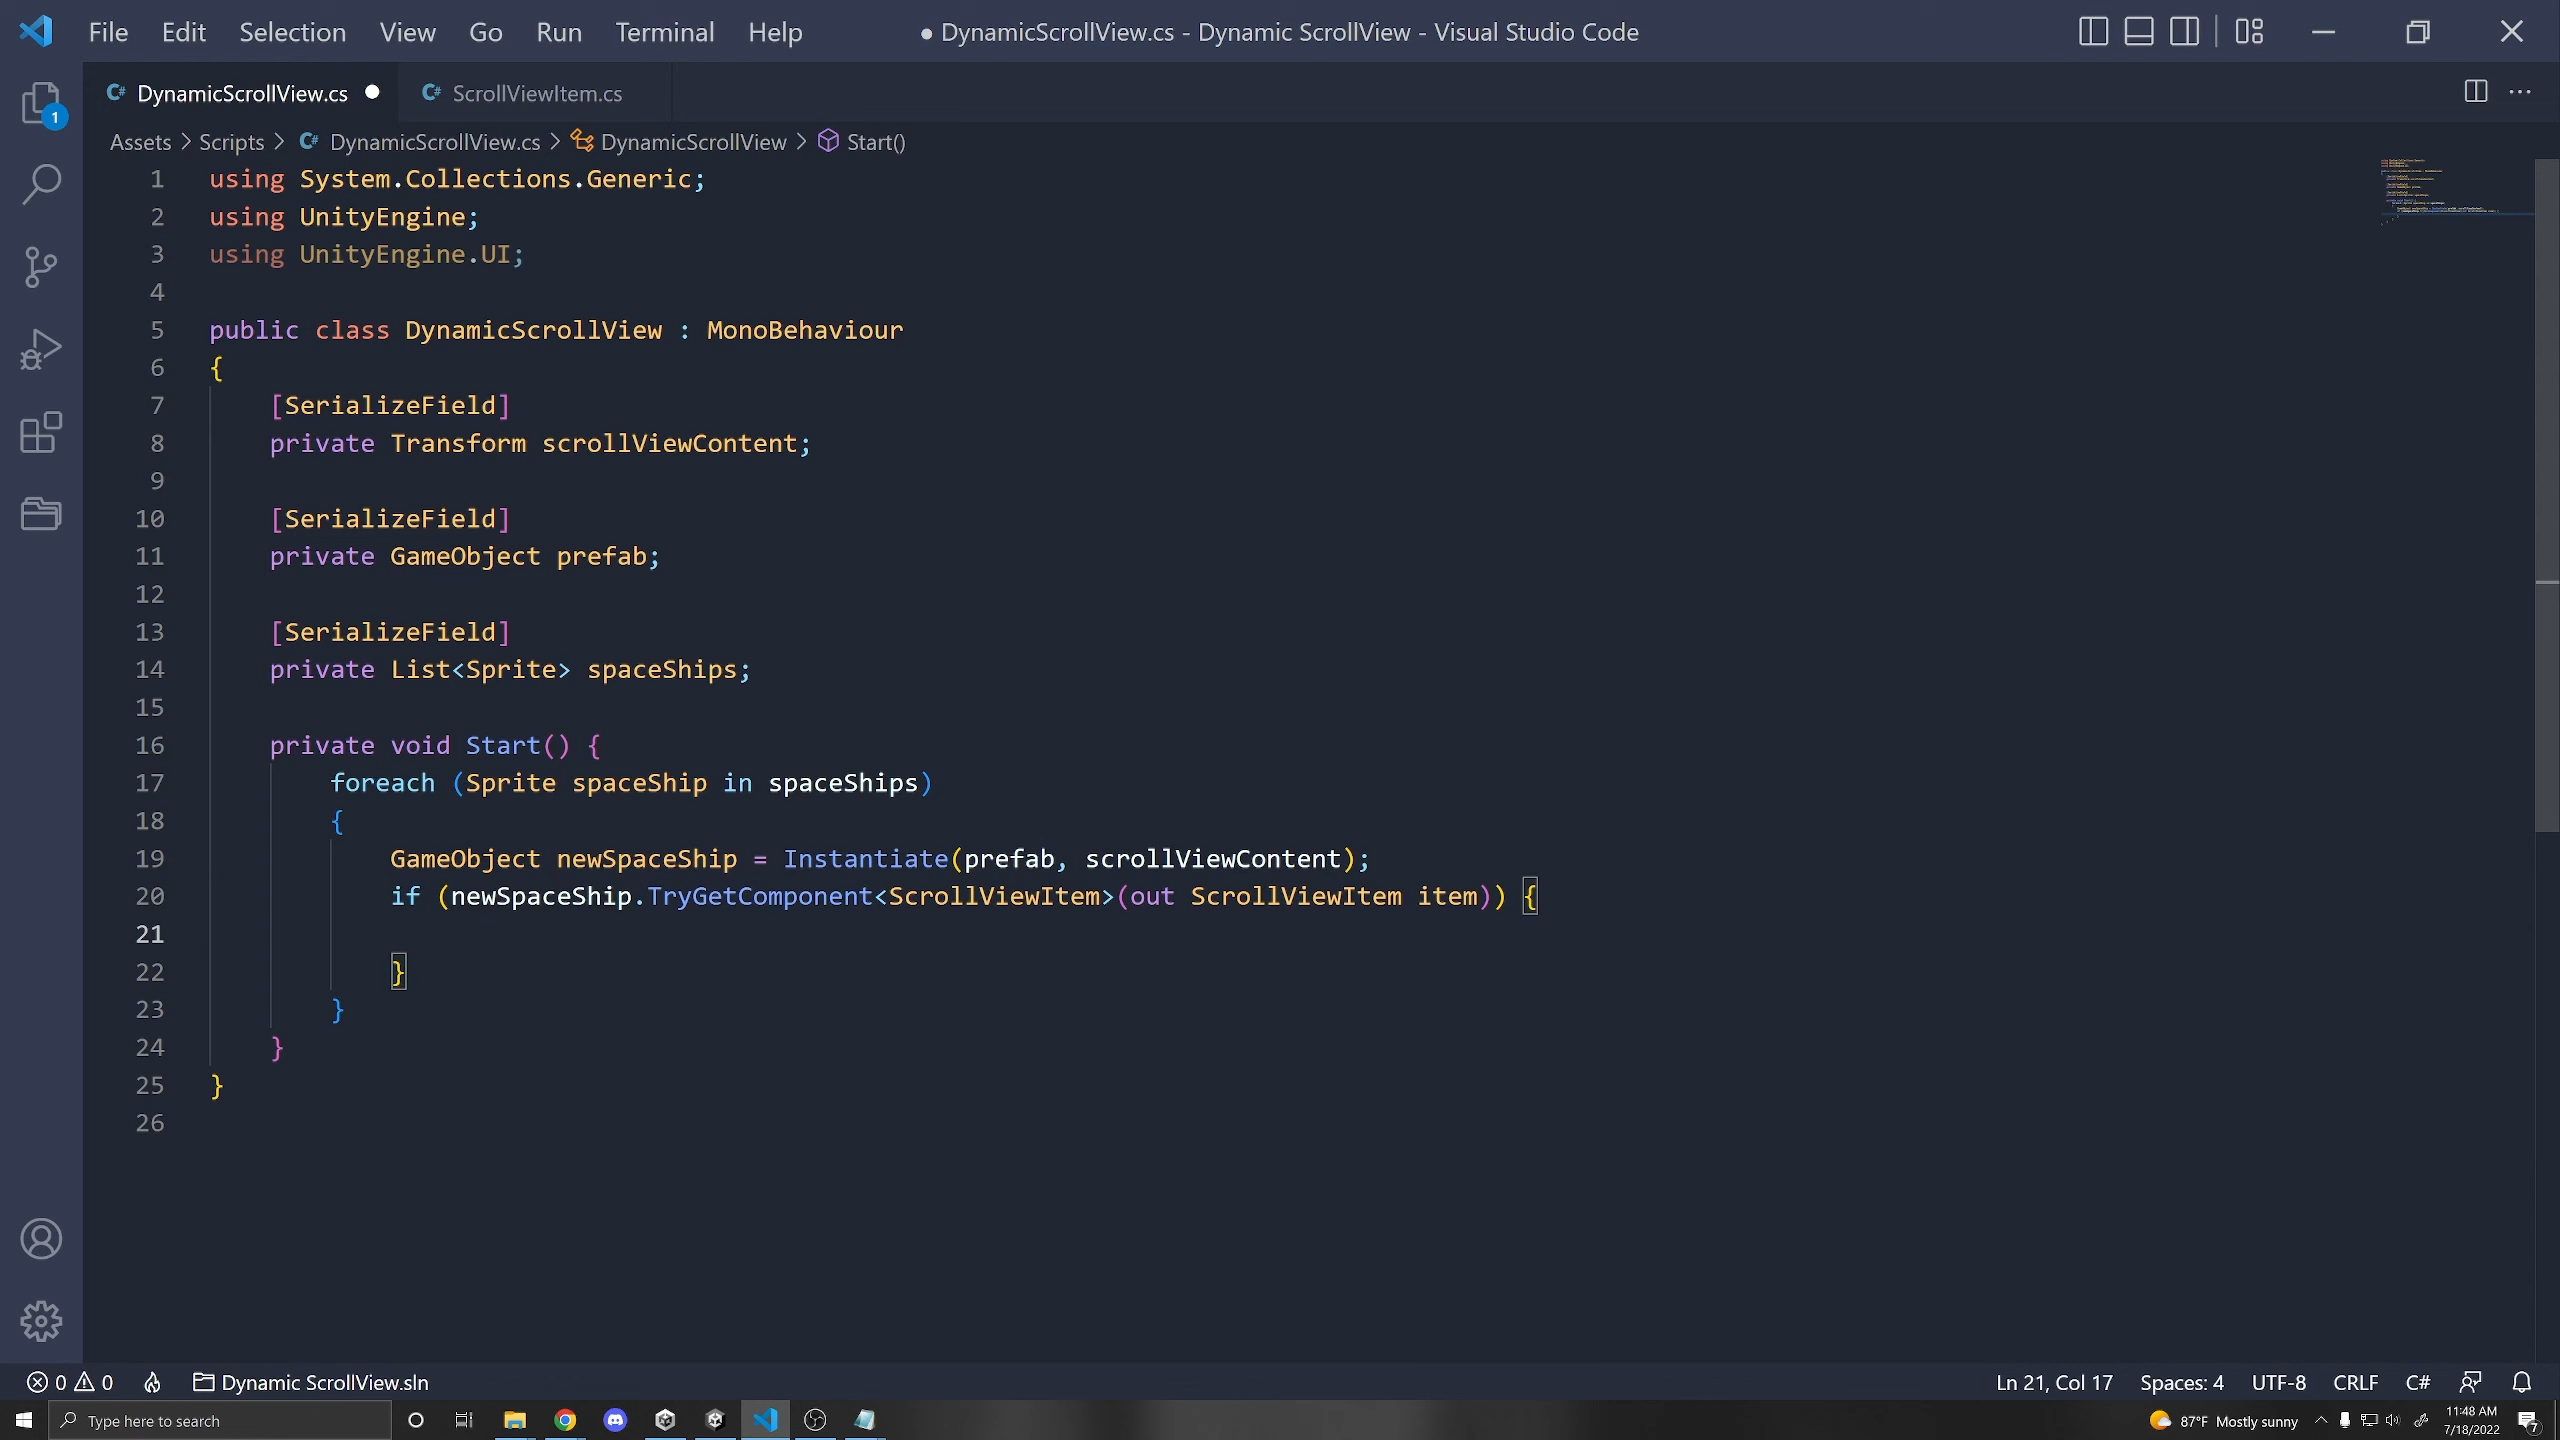 File Edit Selection View Go Run Terminal Help ● DynamicScrollView.cs - Dynamic ScrollView - Visual Studio Code
DynamicScrollView.cs ScrollViewItem.cs
1
Assets > Scripts > DynamicScrollView.cs > DynamicScrollView > Start()
1 using System.Collections.Generic;
2 using UnityEngine;
3 using UnityEngine.UI;
4
5 public class DynamicScrollView : MonoBehaviour
6 {
7 [SerializeField]
8 private Transform scrollViewContent;
9
10 [SerializeField]
11 private GameObject prefab;
12
13 [SerializeField]
14 private List<Sprite> spaceShips;
15
16 private void Start() {
17 foreach (Sprite spaceShip in spaceShips)
18 {
19 GameObject newSpaceShip = Instantiate(prefab, scrollViewContent);
20 if (newSpaceShip.TryGetComponent<ScrollViewItem>(out ScrollViewItem item)) {
21
22 }
23 }
24 }
25 }
26
0 0 Dynamic ScrollView.sln Ln 21, Col 17 Spaces: 4 UTF-8 CRLF C#
Type here to search 87°F Mostly sunny 11:48 AM 7
7/18/2022